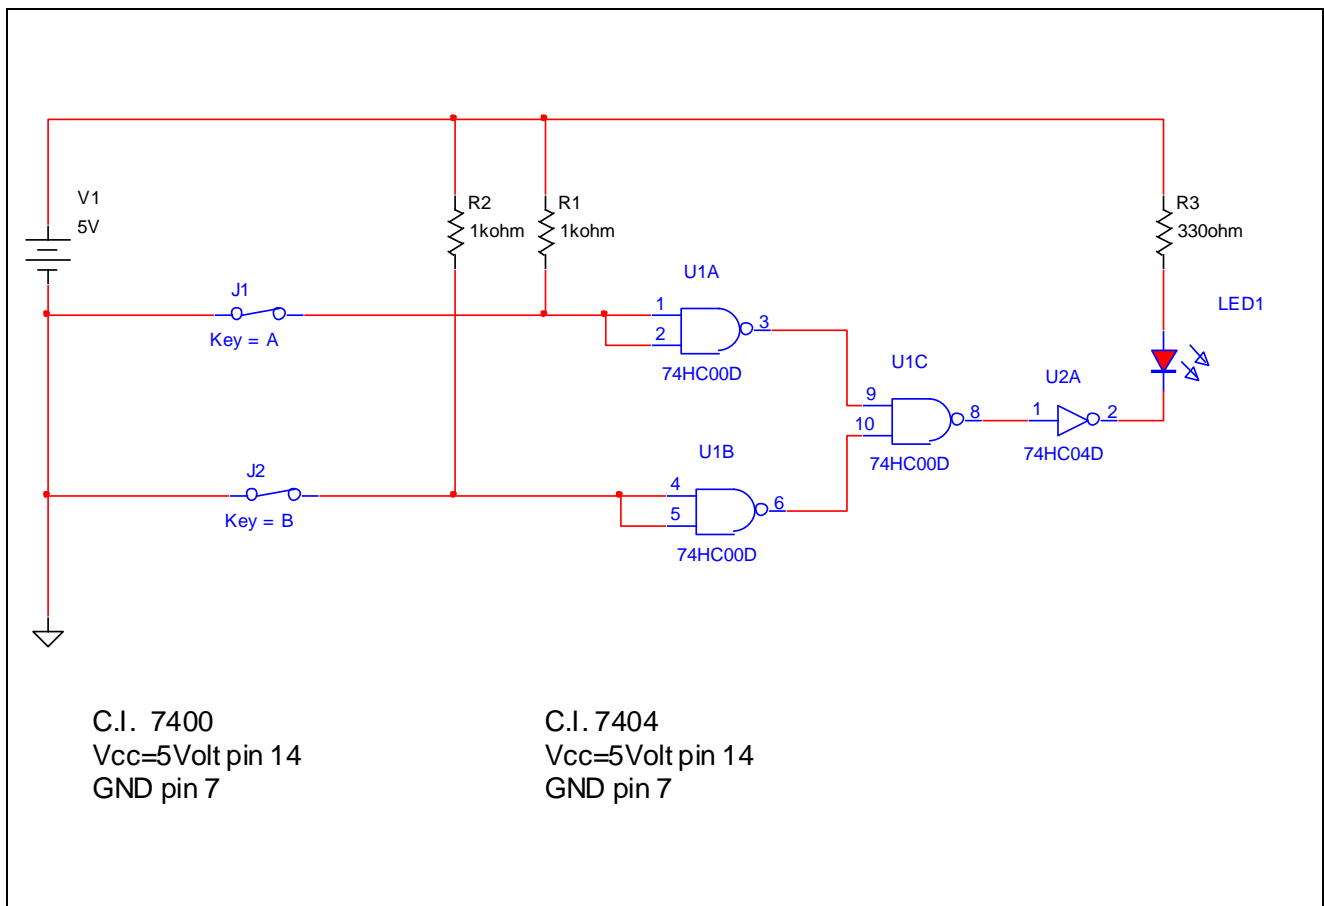 V1
5V
R2
1kohm
R1
1kohm
R3
330ohm
J1
Key = A
U1A
1
2
3
74HC00D
LED1
U1C
9
10
8
74HC00D
U2A
1
2
74HC04D
J2
Key = B
U1B
4
5
6
74HC00D
C.I. 7400
Vcc=5Volt pin 14
GND pin 7
C.I. 7404
Vcc=5Volt pin 14
GND pin 7